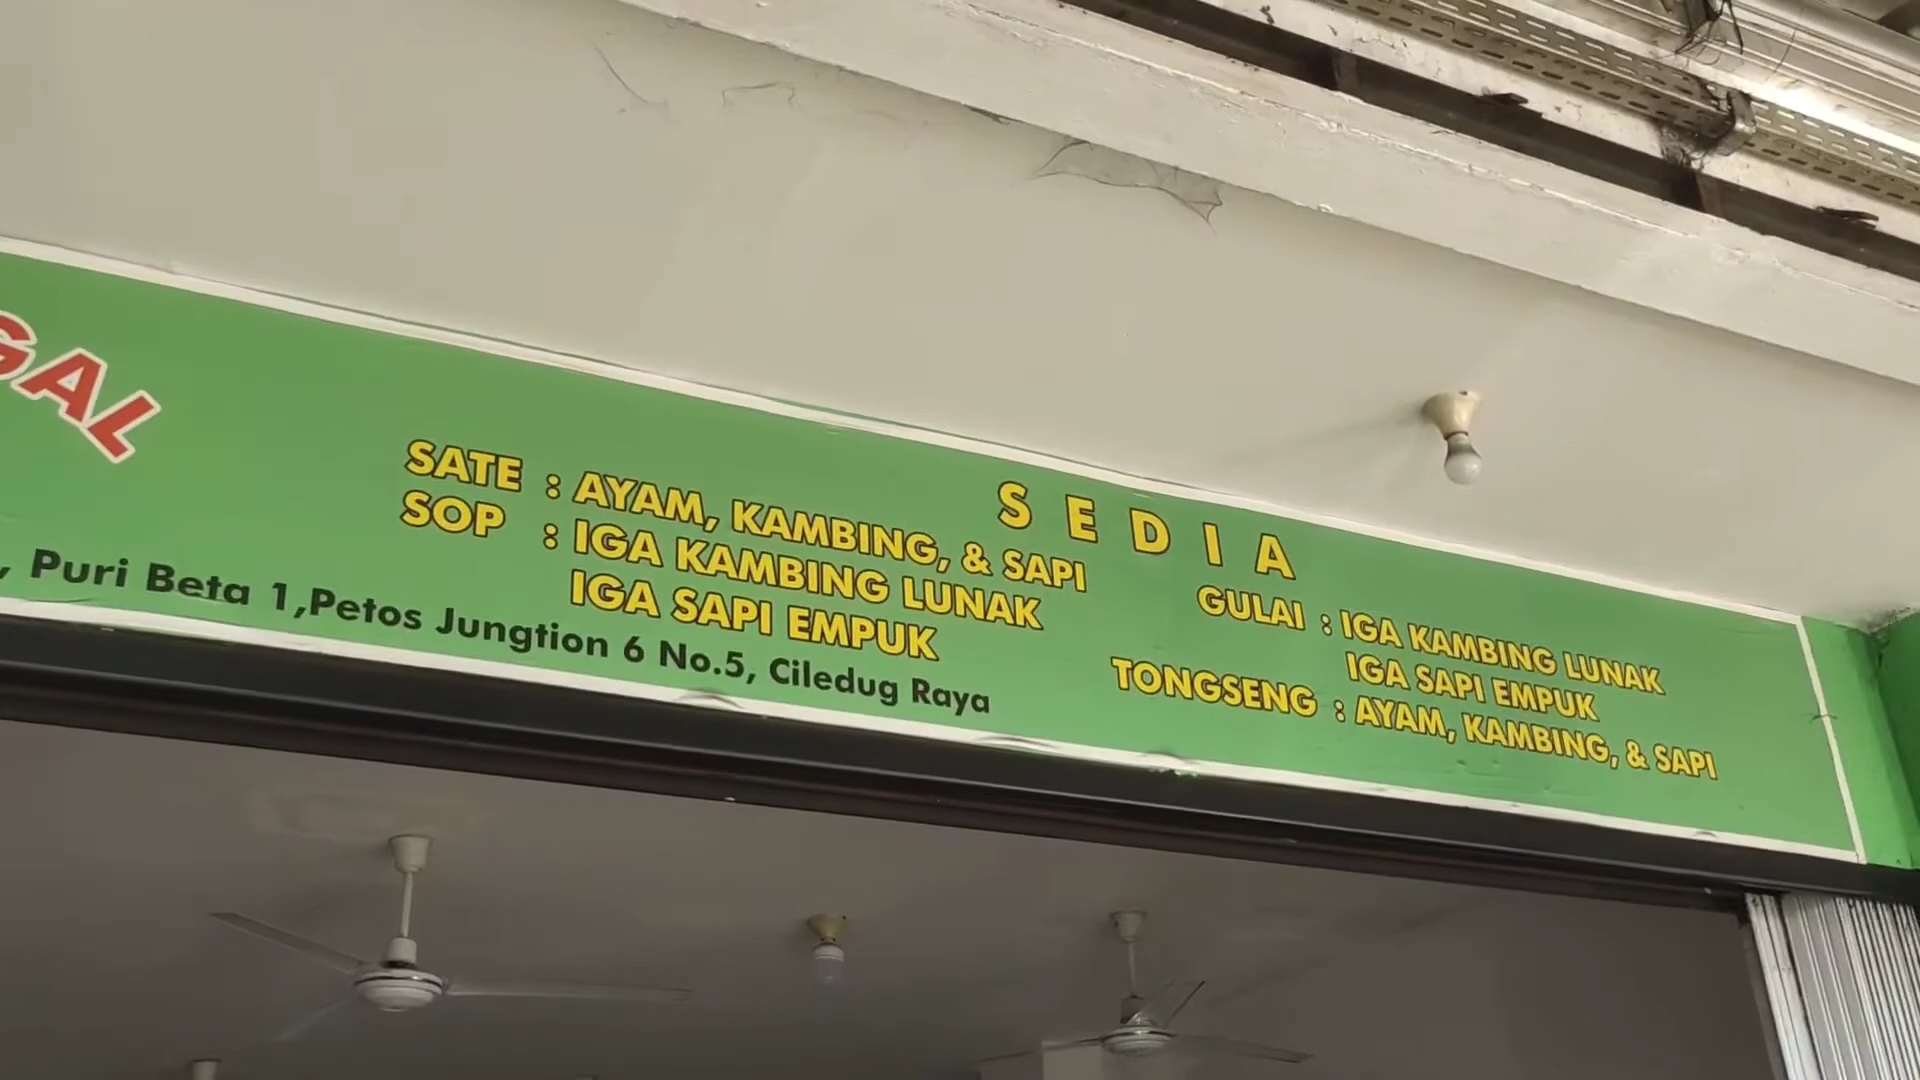 GAL
SEDIA
SATE : AYAM, KAMBING, & SAPI
SOP : IGA KAMBING LUNAK
IGA SAPI EMPUK
GULAI : IGA KAMBING LUNAK
IGA SAPI EMPUK
TONGSENG : AYAM, KAMBING, & SAPI
, Puri Beta 1,Petos Jungtion 6 No.5, Ciledug Raya